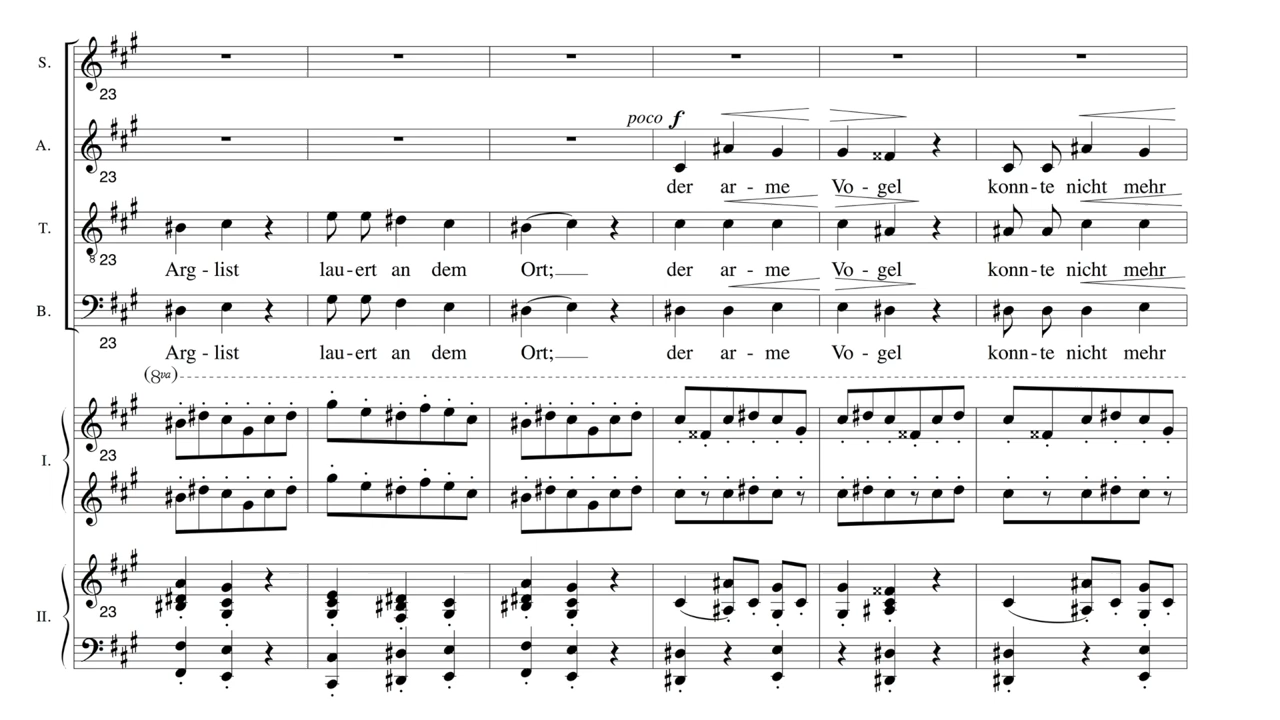 S.
23
poco f
A.
23
der ar - me Vo - gel konn - te nicht mehr
T.
8
23
Arg - list lau - ert an dem Ort; der ar - me Vo - gel konn - te nicht mehr
B.
23
Arg - list lau - ert an dem Ort; der ar - me Vo - gel konn - te nicht mehr
(8va)
I.
23
II.
23